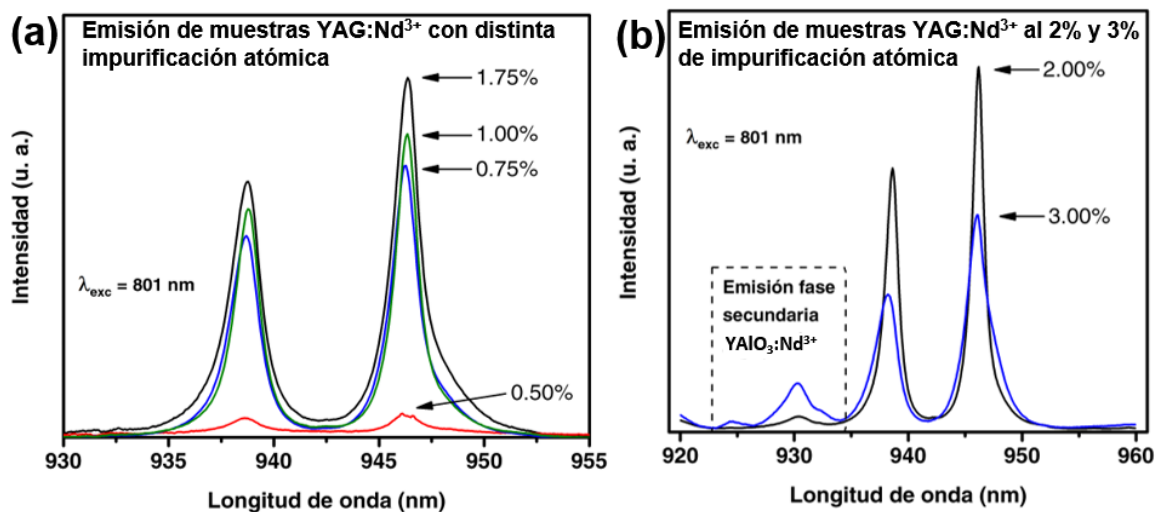 (a)
Emisión de muestras YAG:Nd³⁺ con distinta
impurificación atómica
1.75%
1.00%
0.75%
λexc = 801 nm
0.50%
Intensidad (u. a.)
930 935 940 945 950 955
Longitud de onda (nm)
(b)
Emisión de muestras YAG:Nd³⁺ al 2% y 3%
de impurificación atómica
2.00%
λexc = 801 nm
3.00%
Emisión fase
secundaria
YAlO₃:Nd³⁺
Intensidad (u. a.)
920 930 940 950 960
Longitud de onda (nm)